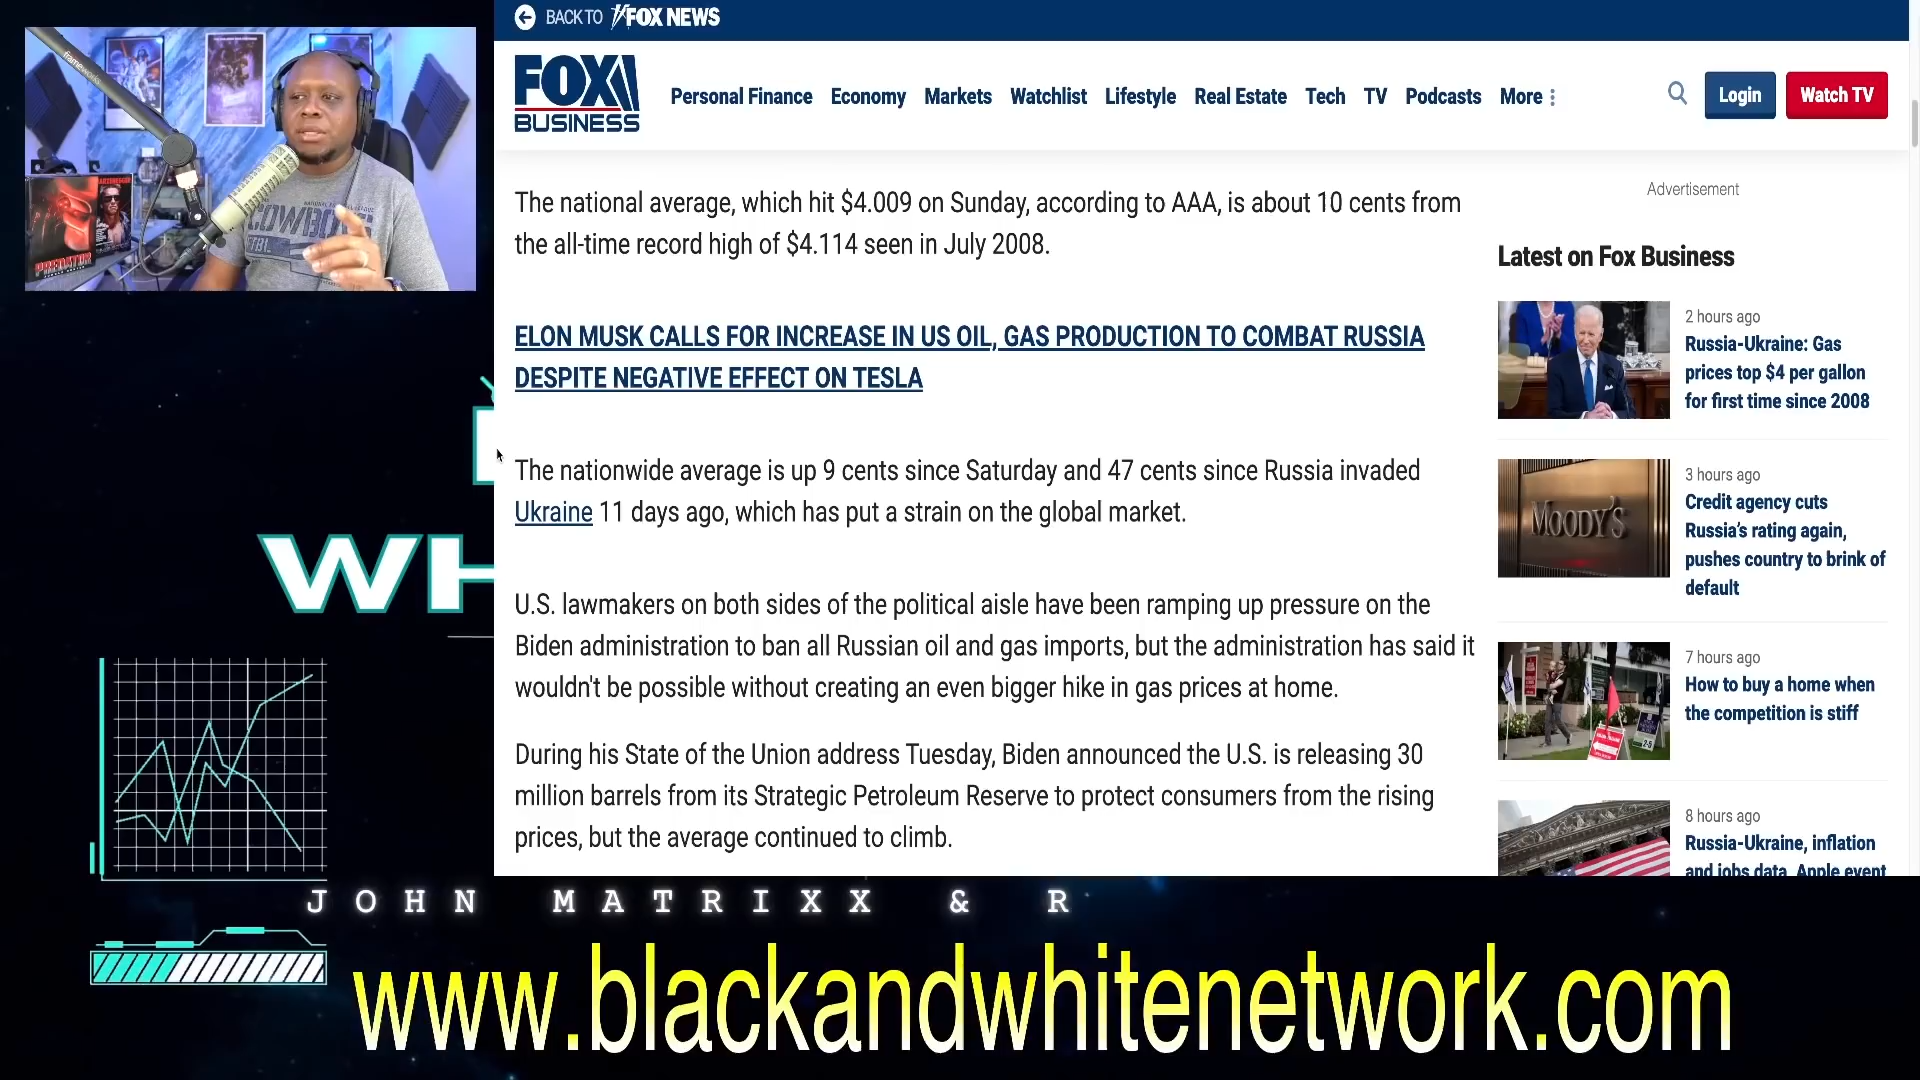 BACK TO FOX NEWS
FOX
BUSINESS
Personal Finance Economy Markets Watchlist Lifestyle Real Estate Tech TV Podcasts More
Login
Watch TV
The national average, which hit $4.009 on Sunday, according to AAA, is about 10 cents from
the all-time record high of $4.114 seen in July 2008.
ELON MUSK CALLS FOR INCREASE IN US OIL, GAS PRODUCTION TO COMBAT RUSSIA
DESPITE NEGATIVE EFFECT ON TESLA
The nationwide average is up 9 cents since Saturday and 47 cents since Russia invaded
Ukraine 11 days ago, which has put a strain on the global market.
U.S. lawmakers on both sides of the political aisle have been ramping up pressure on the
Biden administration to ban all Russian oil and gas imports, but the administration has said it
wouldn't be possible without creating an even bigger hike in gas prices at home.
During his State of the Union address Tuesday, Biden announced the U.S. is releasing 30
million barrels from its Strategic Petroleum Reserve to protect consumers from the rising
prices, but the average continued to climb.
Advertisement
Latest on Fox Business
2 hours ago
Russia-Ukraine: Gas
prices top $4 per gallon
for first time since 2008
MOODY'S
3 hours ago
Credit agency cuts
Russia's rating again,
pushes country to brink of
default
7 hours ago
How to buy a home when
the competition is stiff
8 hours ago
Russia-Ukraine, inflation
and jobs data, Apple event
COWBOYS
PREDATOR
WH
JOHN MATRIXX & R
www.blackandwhitenetwork.com